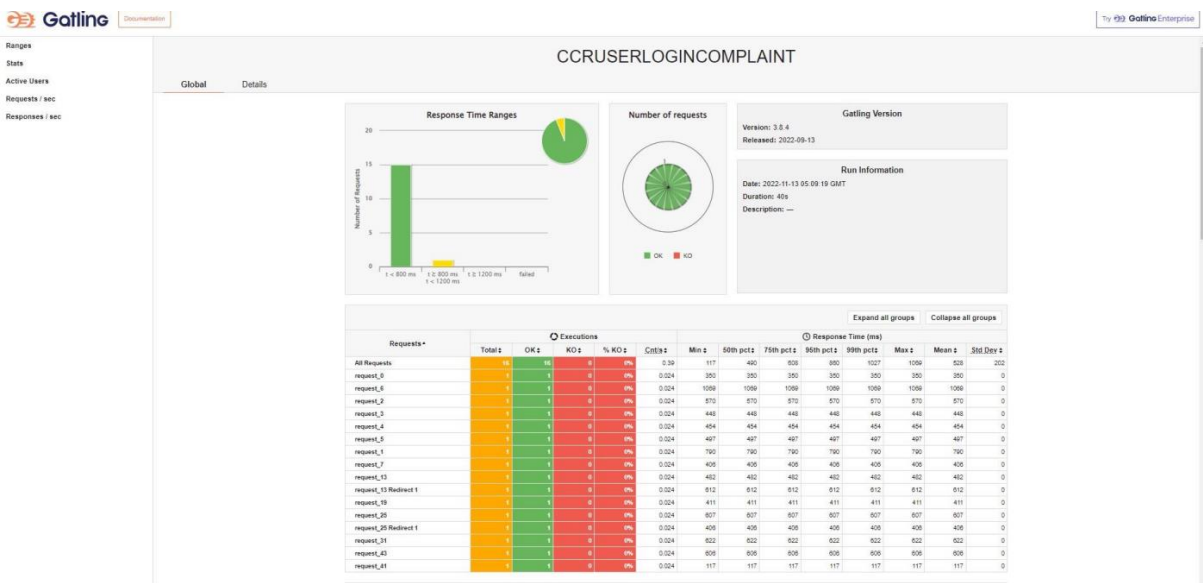 Gatling Documentation
Try Gatling Enterprise
Ranges
Stats
Active Users
Requests / sec
Responses / sec
CCRUSERLOGINCOMPLAINT
Global Details
Response Time Ranges
20
15
10
5
0
Number of Requests
t < 800 ms
t ≥ 800 ms
t < 1200 ms
t ≥ 1200 ms
failed
Number of requests
OK KO
Gatling Version
Version: 3.8.4
Released: 2022-09-13
Run Information
Date: 2022-11-13 05:09:19 GMT
Duration: 40s
Description: —
Expand all groups Collapse all groups
Requests Executions Response Time (ms)
Total OK KO % KO Cnt/s Min 50th pct 75th pct 95th pct 99th pct Max Mean Std Dev
All Requests 16 16 0 0% 0.39 117 490 608 860 1027 1069 528 202
request_0 1 1 0 0% 0.024 350 350 350 350 350 350 350 0
request_6 1 1 0 0% 0.024 1069 1069 1069 1069 1069 1069 1069 0
request_2 1 1 0 0% 0.024 570 570 570 570 570 570 570 0
request_3 1 1 0 0% 0.024 448 448 448 448 448 448 448 0
request_4 1 1 0 0% 0.024 454 454 454 454 454 454 454 0
request_5 1 1 0 0% 0.024 497 497 497 497 497 497 497 0
request_1 1 1 0 0% 0.024 790 790 790 790 790 790 790 0
request_7 1 1 0 0% 0.024 406 406 406 406 406 406 406 0
request_13 1 1 0 0% 0.024 482 482 482 482 482 482 482 0
request_13 Redirect 1 1 1 0 0% 0.024 612 612 612 612 612 612 612 0
request_19 1 1 0 0% 0.024 411 411 411 411 411 411 411 0
request_25 1 1 0 0% 0.024 607 607 607 607 607 607 607 0
request_25 Redirect 1 1 1 0 0% 0.024 406 406 406 406 406 406 406 0
request_31 1 1 0 0% 0.024 622 622 622 622 622 622 622 0
request_43 1 1 0 0% 0.024 606 606 606 606 606 606 606 0
request_41 1 1 0 0% 0.024 117 117 117 117 117 117 117 0